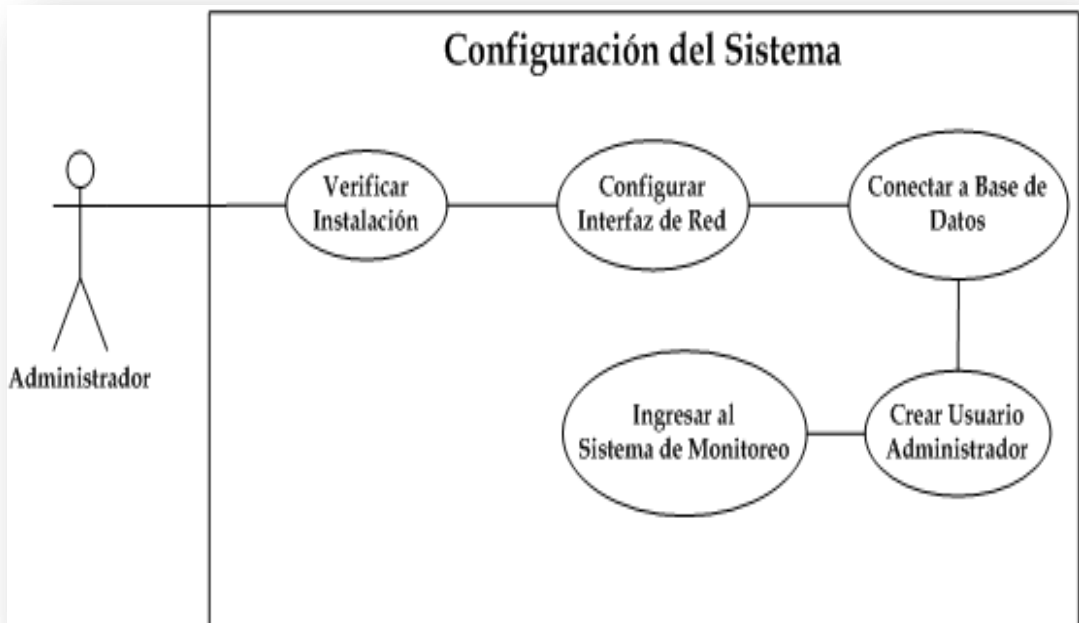 Configuración del Sistema
Verificar
Instalación
Configurar
Interfaz de Red
Conectar a Base de
Datos
Administrador
Ingresar al
Sistema de Monitoreo
Crear Usuario
Administrador